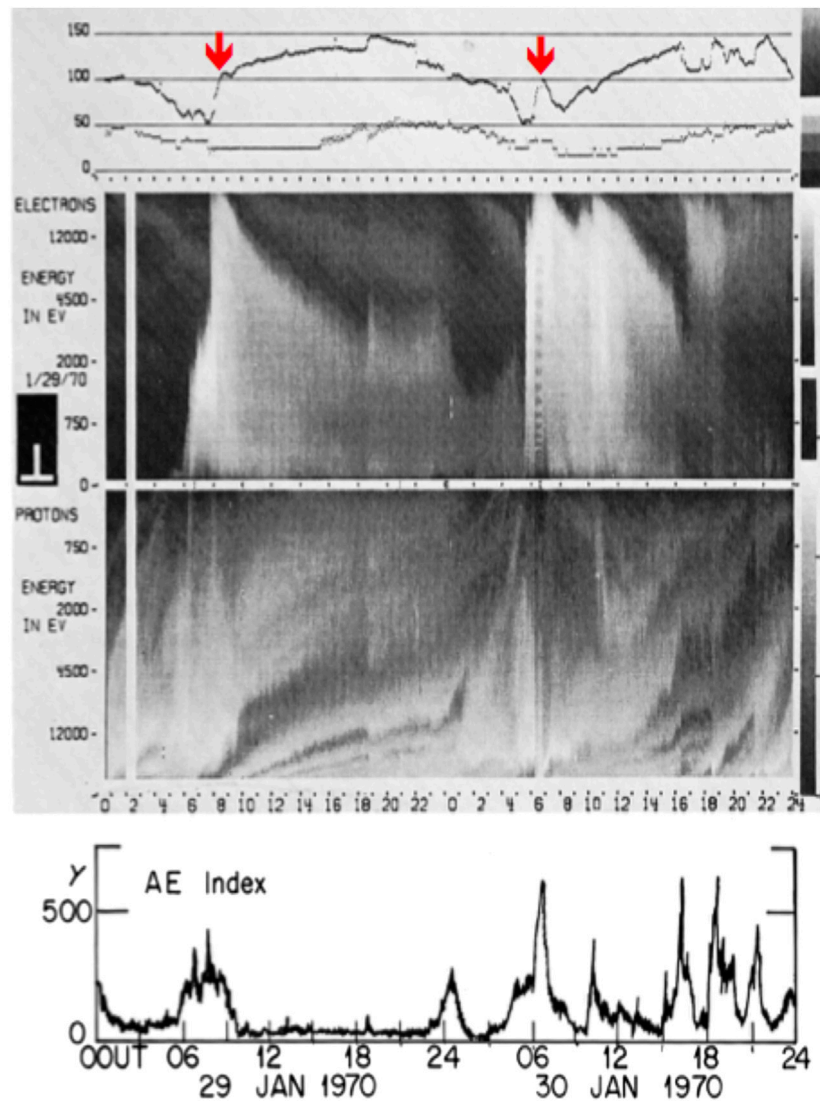 150
100
50
0
ELECTRONS
12000
ENERGY
4500
IN EV
2000
1/29/70
750
0
PROTONS
750
ENERGY
2000
IN EV
4500
12000
0 2 4 6 8 10 12 14 16 18 20 22 0 2 4 6 8 10 12 14 16 18 20 22 24
γ AE Index
500
0
00UT 06 12 18 24 06 12 18 24
29 JAN 1970 30 JAN 1970